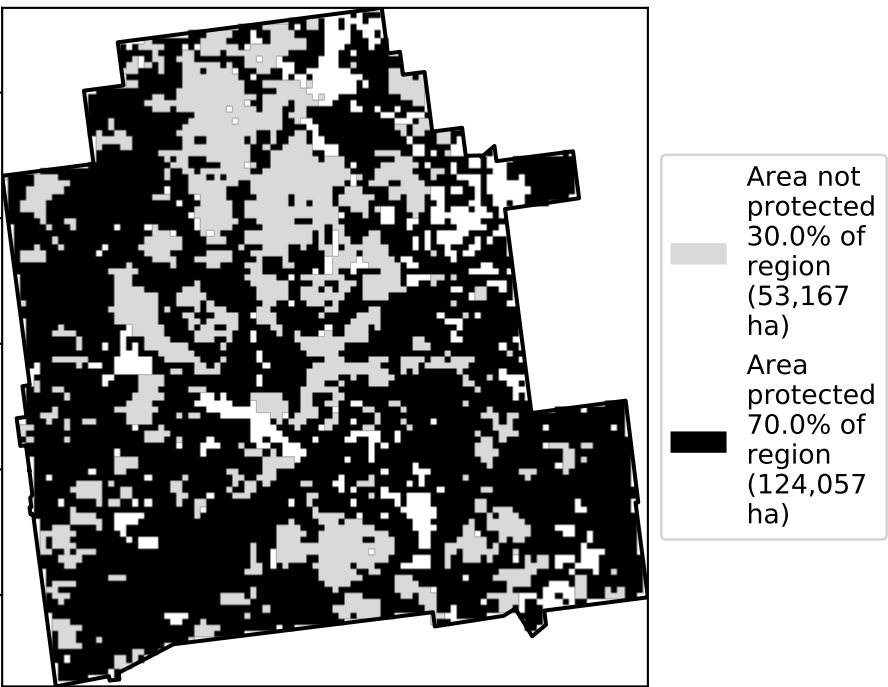 Area not
protected
30.0% of
region
(53,167
ha)
Area
protected
70.0% of
region
(124,057
ha)